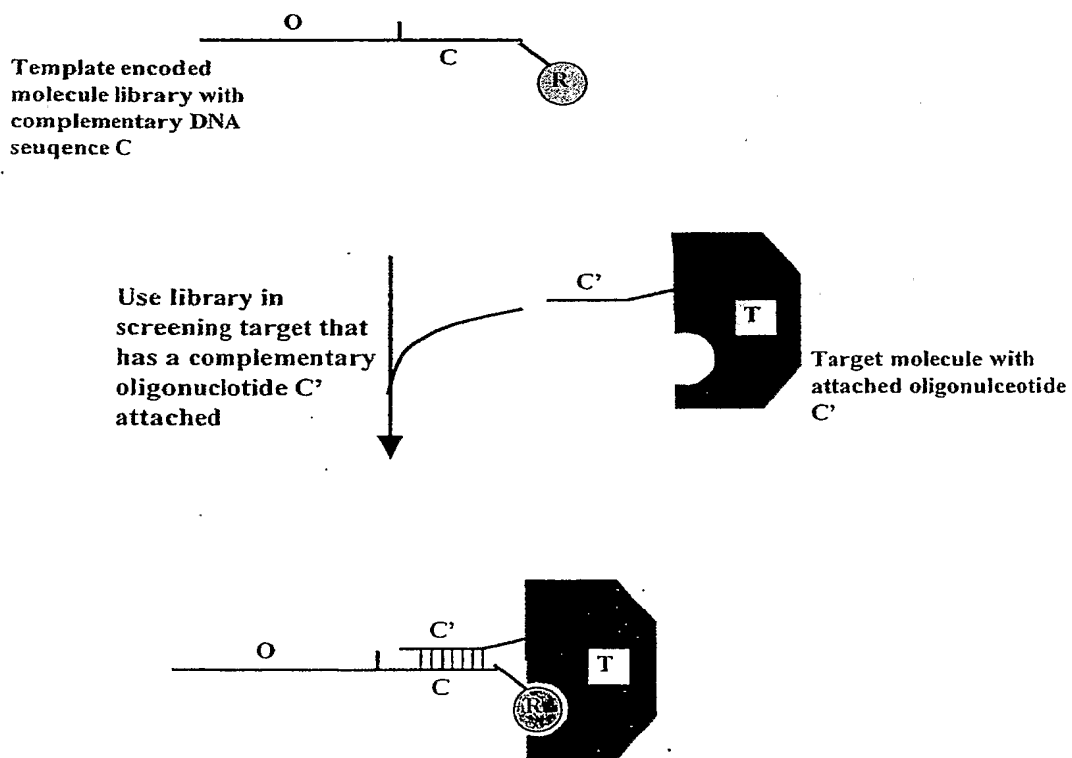 O
C
R
Template encoded
molecule library with
complementary DNA
seuqence C
C'
T
Use library in
screening target that
has a complementary
oligonuclotide C'
attached
Target molecule with
attached oligonulceotide
C'
C'
O
T
C
R